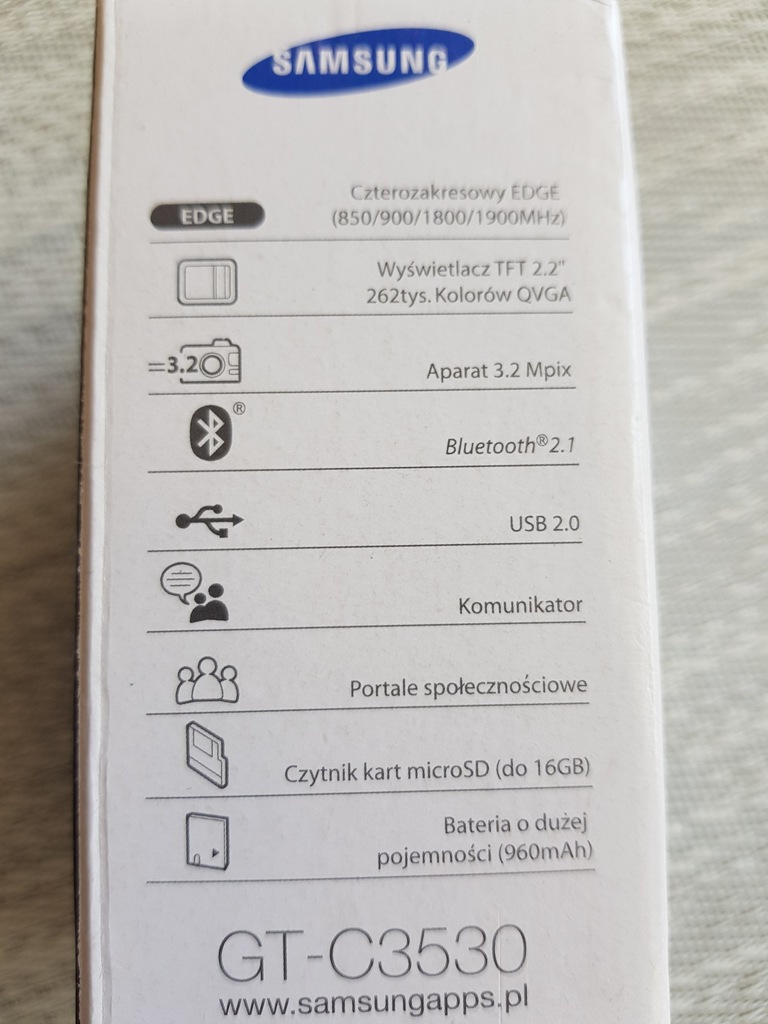 SAMSUNG
EDGE
Czterozakresowy EDGE
(850/900/1800/1900MHz)
Wyświetlacz TFT 2.2"
262tys. Kolorów QVGA
=3.2
Aparat 3.2 Mpix
®
Bluetooth®2.1
USB 2.0
Komunikator
Portale społecznościowe
Czytnik kart microSD (do 16GB)
Bateria o dużej
pojemności (960mAh)
GT-C3530
www.samsungapps.pl